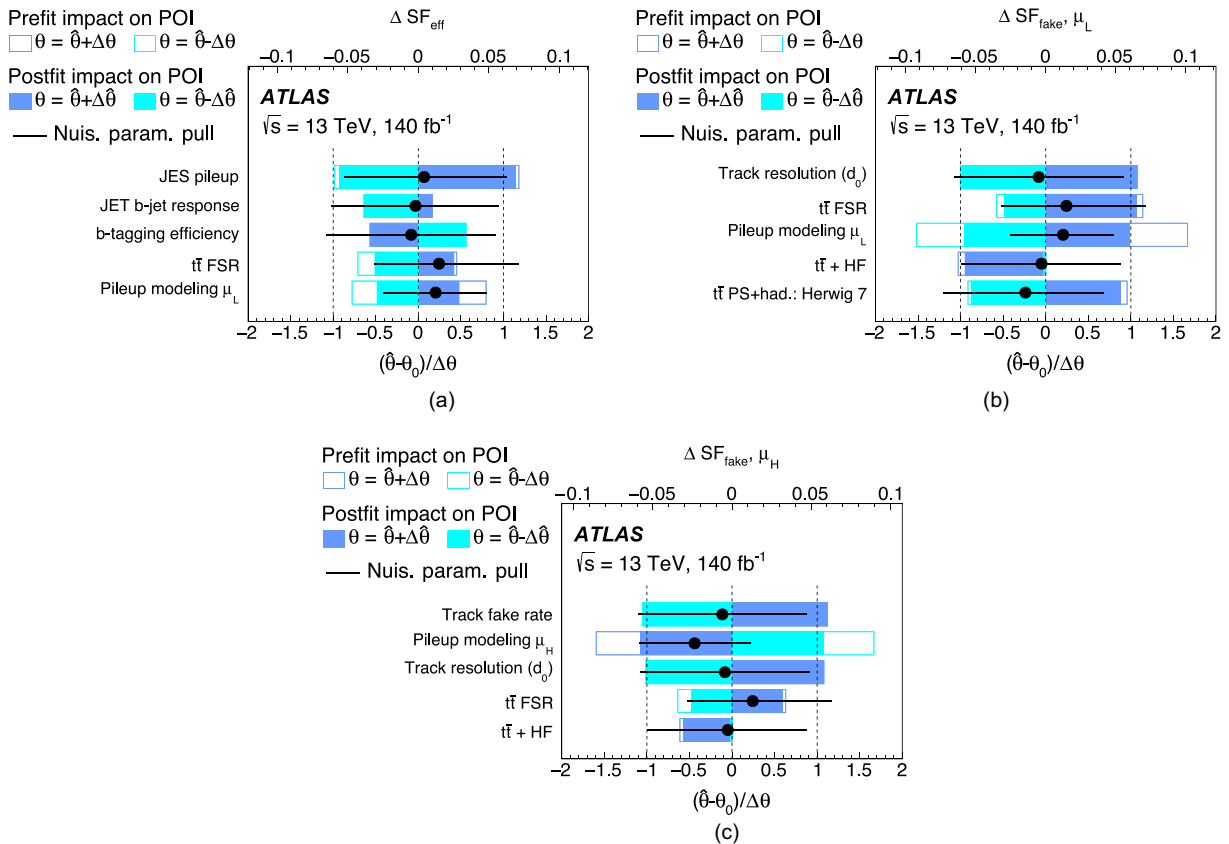 Prefit impact on POI
θ = θ̂+Δθ θ = θ̂-Δθ
Postfit impact on POI
θ = θ̂+Δθ̂ θ = θ̂-Δθ̂
Nuis. param. pull
Δ SF_eff
−0.1 −0.05 0 0.05 0.1
ATLAS
√s = 13 TeV, 140 fb⁻¹
JES pileup
JET b-jet response
b-tagging efficiency
tt̄ FSR
Pileup modeling μ_L
−2 −1.5 −1 −0.5 0 0.5 1 1.5 2
(θ̂-θ₀)/Δθ
(a)
Prefit impact on POI
θ = θ̂+Δθ θ = θ̂-Δθ
Postfit impact on POI
θ = θ̂+Δθ̂ θ = θ̂-Δθ̂
Nuis. param. pull
Δ SF_fake, μ_L
−0.1 −0.05 0 0.05 0.1
ATLAS
√s = 13 TeV, 140 fb⁻¹
Track resolution (d₀)
tt̄ FSR
Pileup modeling μ_L
tt̄ + HF
tt̄ PS+had.: Herwig 7
−2 −1.5 −1 −0.5 0 0.5 1 1.5 2
(θ̂-θ₀)/Δθ
(b)
Prefit impact on POI
θ = θ̂+Δθ θ = θ̂-Δθ
Postfit impact on POI
θ = θ̂+Δθ̂ θ = θ̂-Δθ̂
Nuis. param. pull
Δ SF_fake, μ_H
−0.1 −0.05 0 0.05 0.1
ATLAS
√s = 13 TeV, 140 fb⁻¹
Track fake rate
Pileup modeling μ_H
Track resolution (d₀)
tt̄ FSR
tt̄ + HF
−2 −1.5 −1 −0.5 0 0.5 1 1.5 2
(θ̂-θ₀)/Δθ
(c)